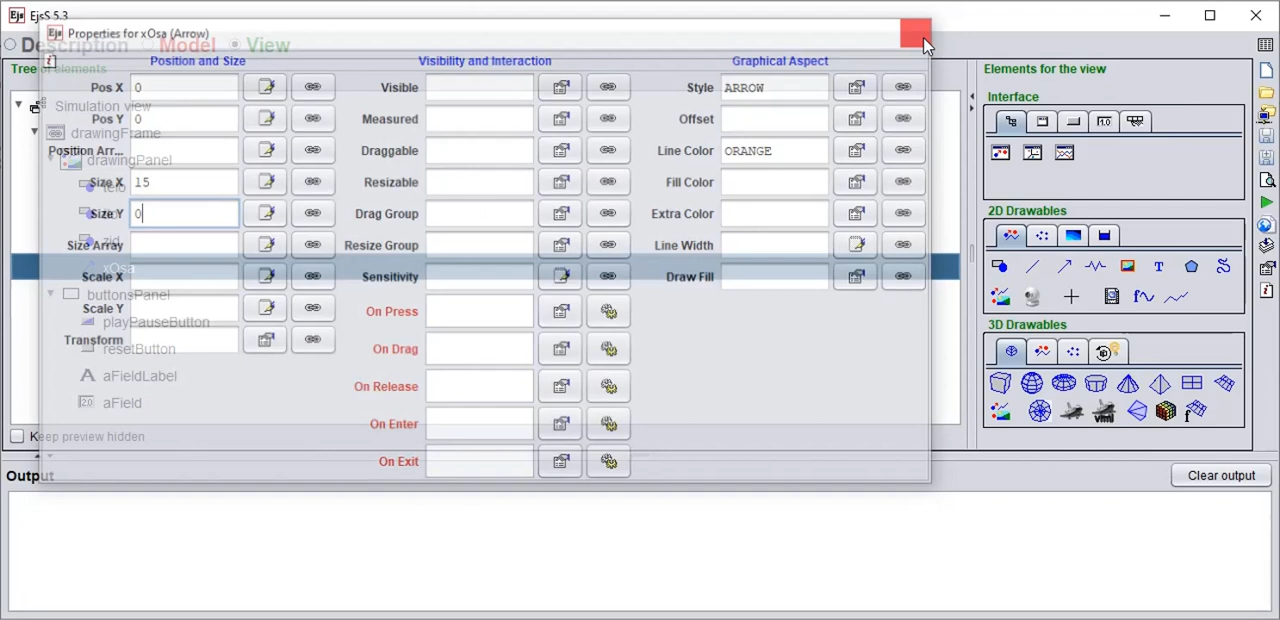 EjsS 5.3
Properties for xOsa (Arrow)
Description Model View
Tree of elements
Position and Size Visibility and Interaction Graphical Aspect
Pos X 0 Visible Style ARROW
Pos Y 0 Measured Offset
Position Arr... Draggable Line Color ORANGE
Size X 15 Resizable Fill Color
Size Y 0 Drag Group Extra Color
Size Array Resize Group Line Width
Scale X Sensitivity Draw Fill
Scale Y On Press
Transform On Drag
On Release
On Enter
On Exit
Simulation view
drawingFrame
drawingPanel
telo
zid
xOsa
buttonsPanel
playPauseButton
resetButton
aFieldLabel
aField
Keep preview hidden
Elements for the view
Interface
2D Drawables
3D Drawables
Output
Clear output